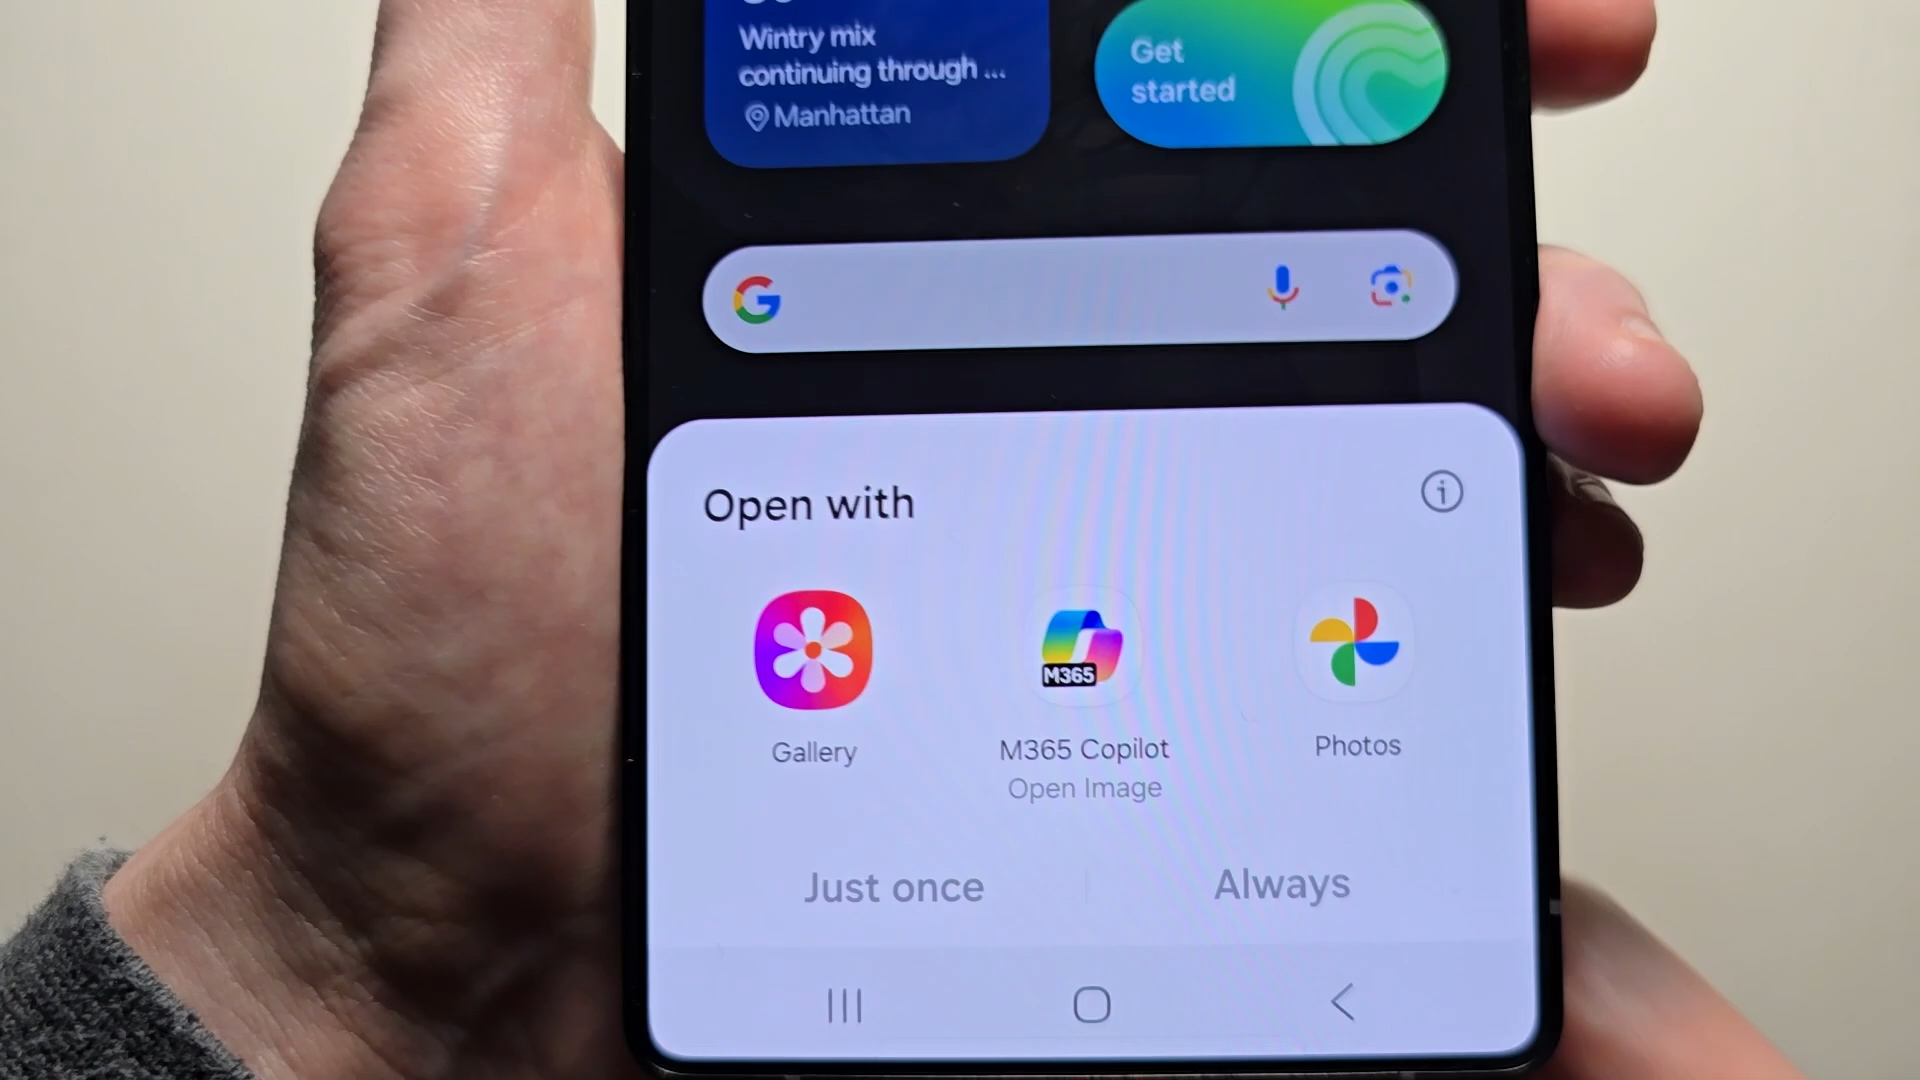 Wintry mix
continuing through ...
Manhattan
Get
started
Open with
Gallery
M365
M365 Copilot
Open Image
Photos
Just once
Always